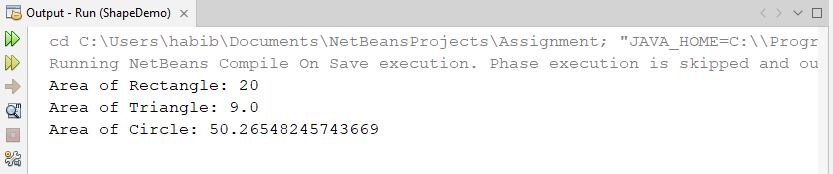 Output - Run (ShapeDemo)
cd C:\Users\habib\Documents\NetBeansProjects\Assignment; "JAVA_HOME=C:\\Progr
Running NetBeans Compile On Save execution. Phase execution is skipped and ou
Area of Rectangle: 20
Area of Triangle: 9.0
Area of Circle: 50.26548245743669